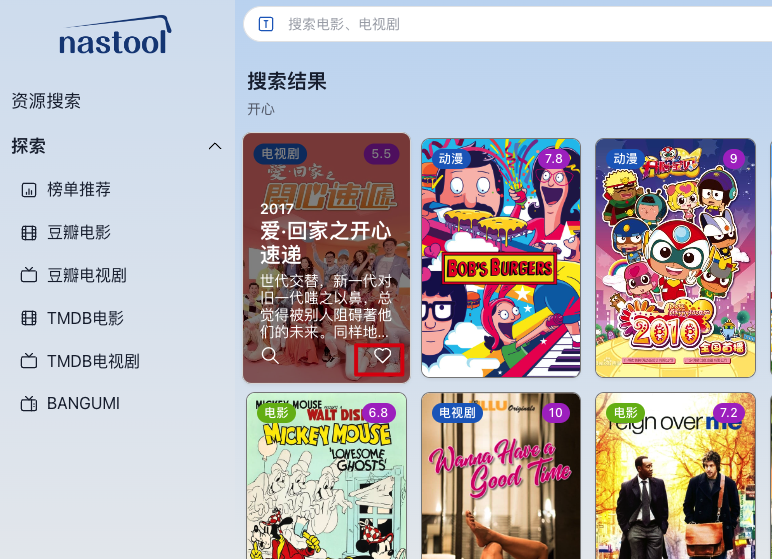 nastool
T
搜索电影、电视剧
资源搜索
探索
榜单推荐
豆瓣电影
豆瓣电视剧
TMDB电影
TMDB电视剧
BANGUMI
搜索结果
开心
电视剧
5.5
爱·回家之
開心速递
2017
爱·回家之开心
速递
世代交替，新一代对
旧一代嗤之以鼻，总
觉得被别人阻碍著他
们的未来。同样地...
动漫
7.8
BOB'S BURGERS
动漫
9
2010
全国首播
电影
6.8
MICKEY MOUSE
WALT DIS
MICKEY MOUSE
'LONESOME
GHOSTS'
电视剧
10
Originals
Wanna Have a
Good Time
电影
7.2
reign over me